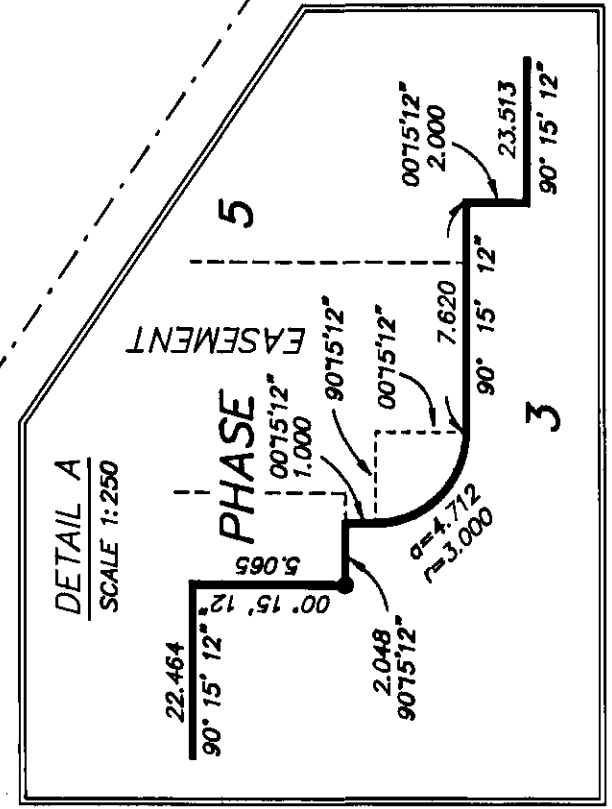 DETAIL A
SCALE 1:250
22.464
90° 15' 12"
5.065
00° 15' 12"
PHASE 5
EASEMENT
00°15'12"
1.000
90°15'12"
00°15'12"
2.048
90°15'12"
a=4.712
r=3.000
7.620
90° 15' 12"
00°15'12"
2.000
23.513
90° 15' 12"
3